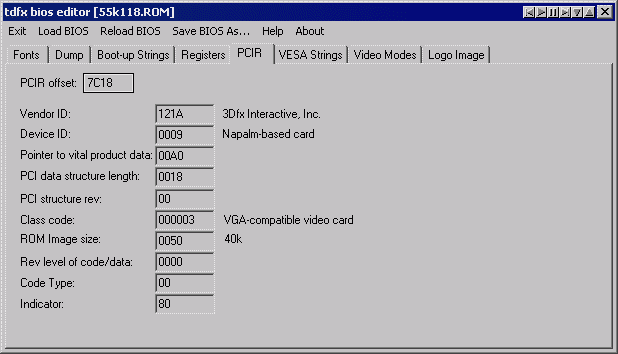 tdfx bios editor [55k118.ROM]
Exit Load BIOS Reload BIOS Save BIOS As... Help About
Fonts Dump Boot-up Strings Registers PCIR VESA Strings Video Modes Logo Image
PCIR offset: 7C18
Vendor ID: 121A 3Dfx Interactive, Inc.
Device ID: 0009 Napalm-based card
Pointer to vital product data: 00A0
PCI data structure length: 0018
PCI structure rev: 00
Class code: 000003 VGA-compatible video card
ROM Image size: 0050 40k
Rev level of code/data: 0000
Code Type: 00
Indicator: 80